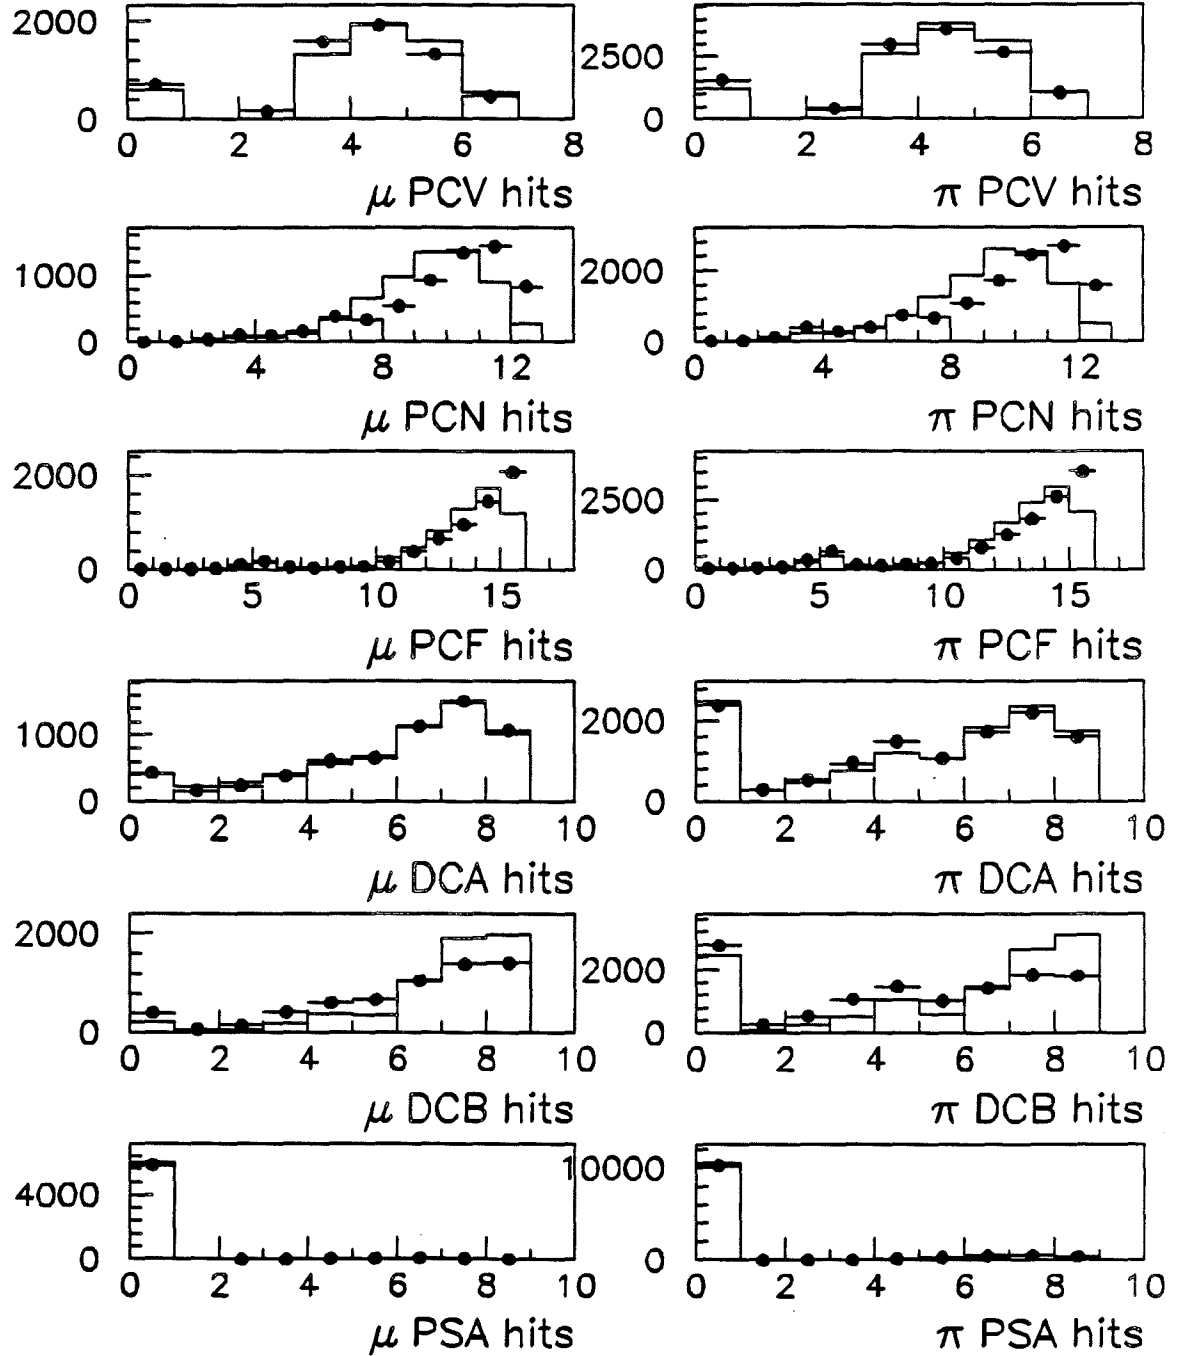 2000
0
0 2 4 6 8
μ PCV hits
2500
0
0 2 4 6 8
π PCV hits
1000
0
0 4 8 12
μ PCN hits
2000
0
0 4 8 12
π PCN hits
2000
0
0 5 10 15
μ PCF hits
2500
0
0 5 10 15
π PCF hits
1000
0
0 2 4 6 8 10
μ DCA hits
2000
0
0 2 4 6 8 10
π DCA hits
2000
0
0 2 4 6 8 10
μ DCB hits
2000
0
0 2 4 6 8 10
π DCB hits
4000
0
0 2 4 6 8 10
μ PSA hits
10000
0
0 2 4 6 8 10
π PSA hits